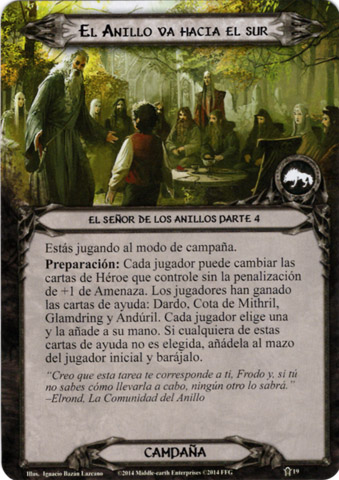 El Anillo va hacia el sur
El Señor de los Anillos Parte 4
Estás jugando al modo de campaña.
Preparación: Cada jugador puede cambiar las
cartas de Héroe que controle sin la penalización
de +1 de Amenaza. Los jugadores han ganado
las cartas de ayuda: Dardo, Cota de Mithril,
Glamdring y Andúril. Cada jugador elige una
y la añade a su mano. Si cualquiera de estas
cartas de ayuda no es elegida, añádela al mazo
del jugador inicial y barájalo.
"Creo que esta tarea te corresponde a ti, Frodo y, si tú
no sabes cómo llevarla a cabo, ningún otro lo sabrá."
–Elrond, La Comunidad del Anillo
Campaña
Illus. Ignacio Bazán Lazcano ©2014 Middle-earth Enterprises ©2014 FFG 19